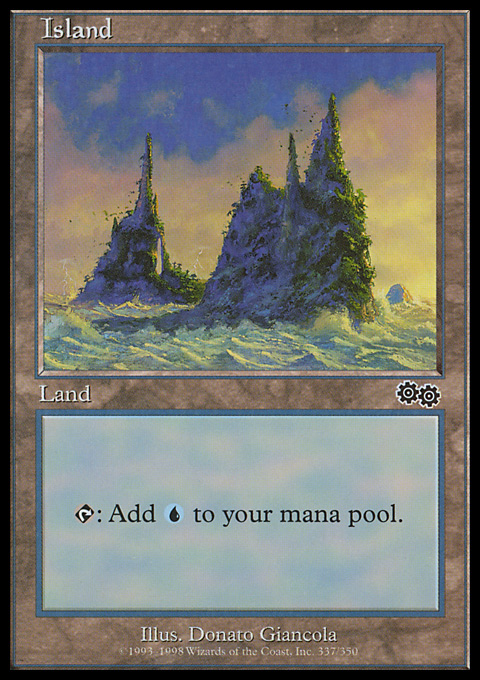 Island
Land
: Add to your mana pool.
Illus. Donato Giancola
©1993-1998 Wizards of the Coast, Inc. 337/350